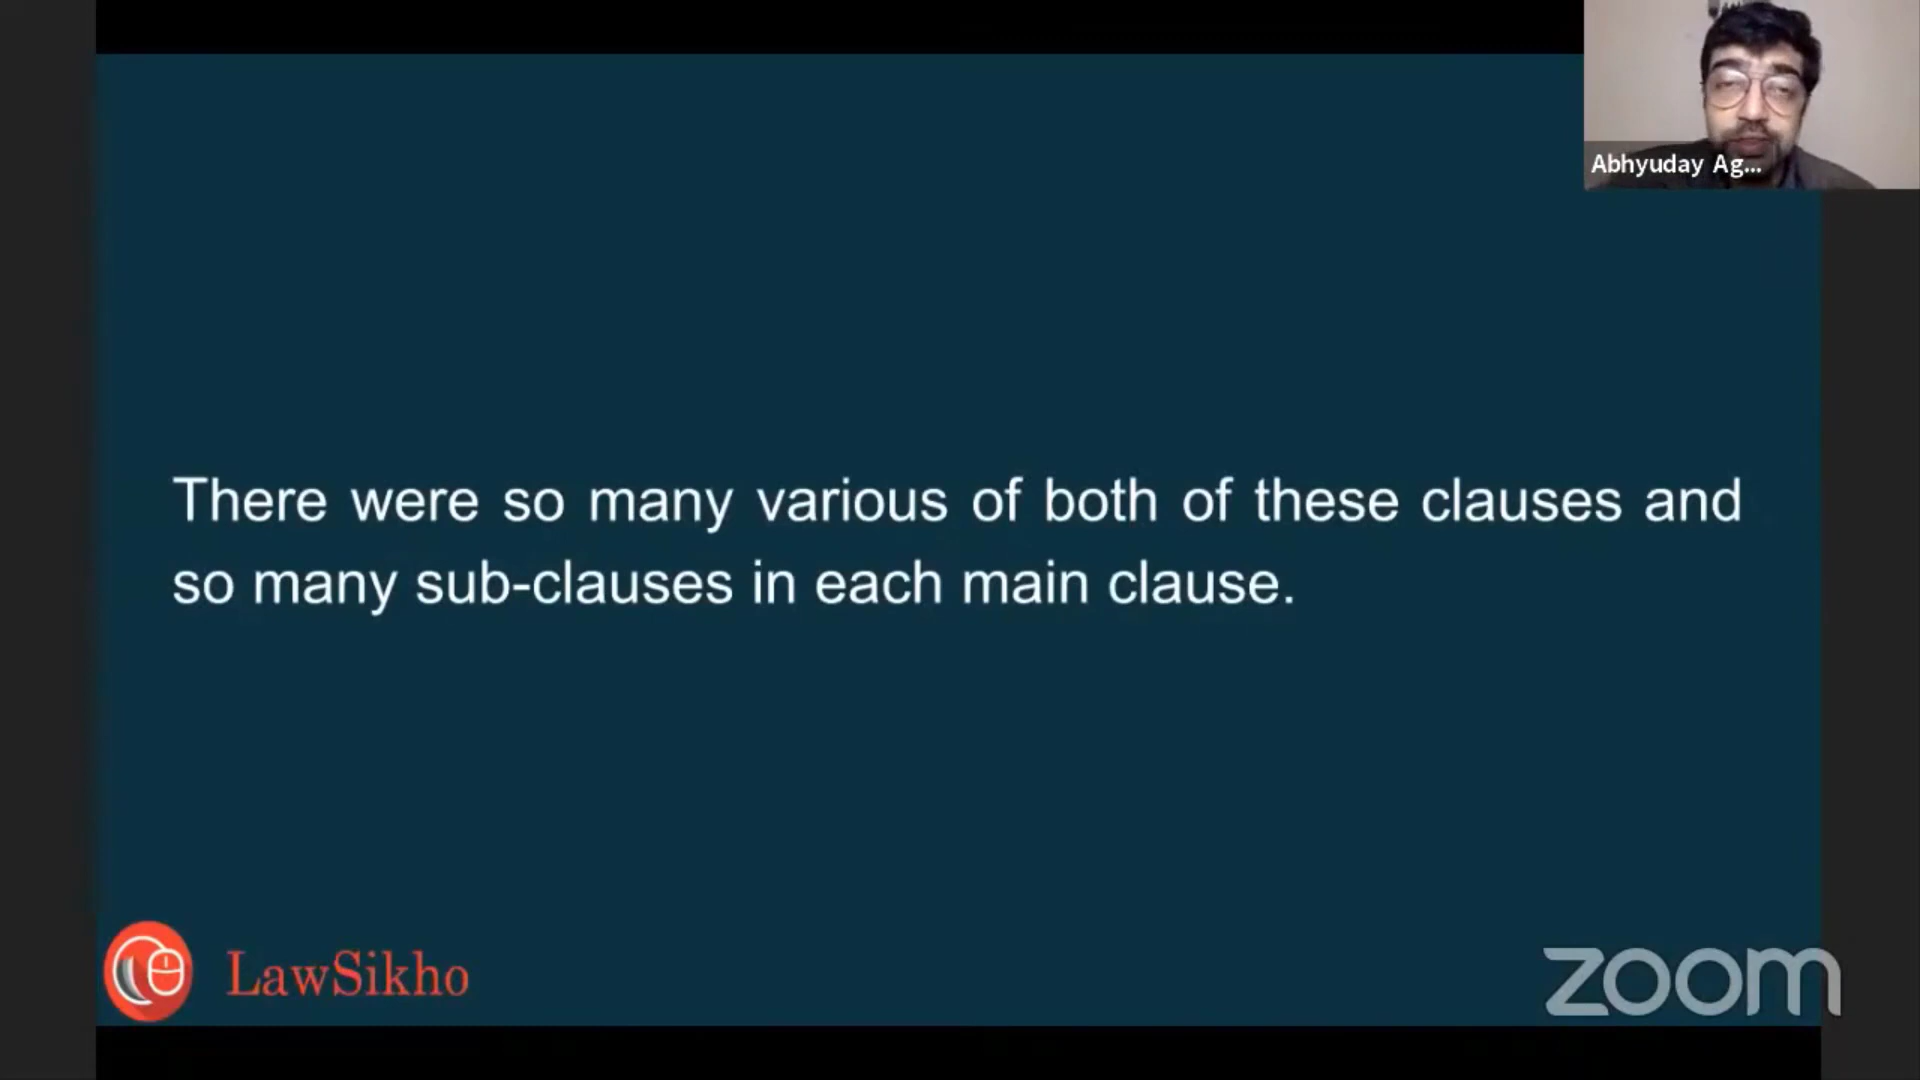 Abhyuday Ag...
There were so many various of both of these clauses and
so many sub-clauses in each main clause.
LawSikho
zoom